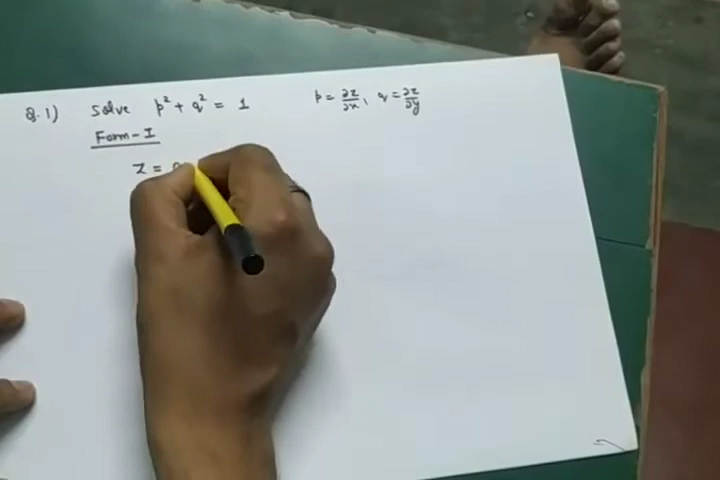 Q.1) Solve p² + q² = 1 p = ∂z/∂x, q = ∂z/∂y
Form-I
z =